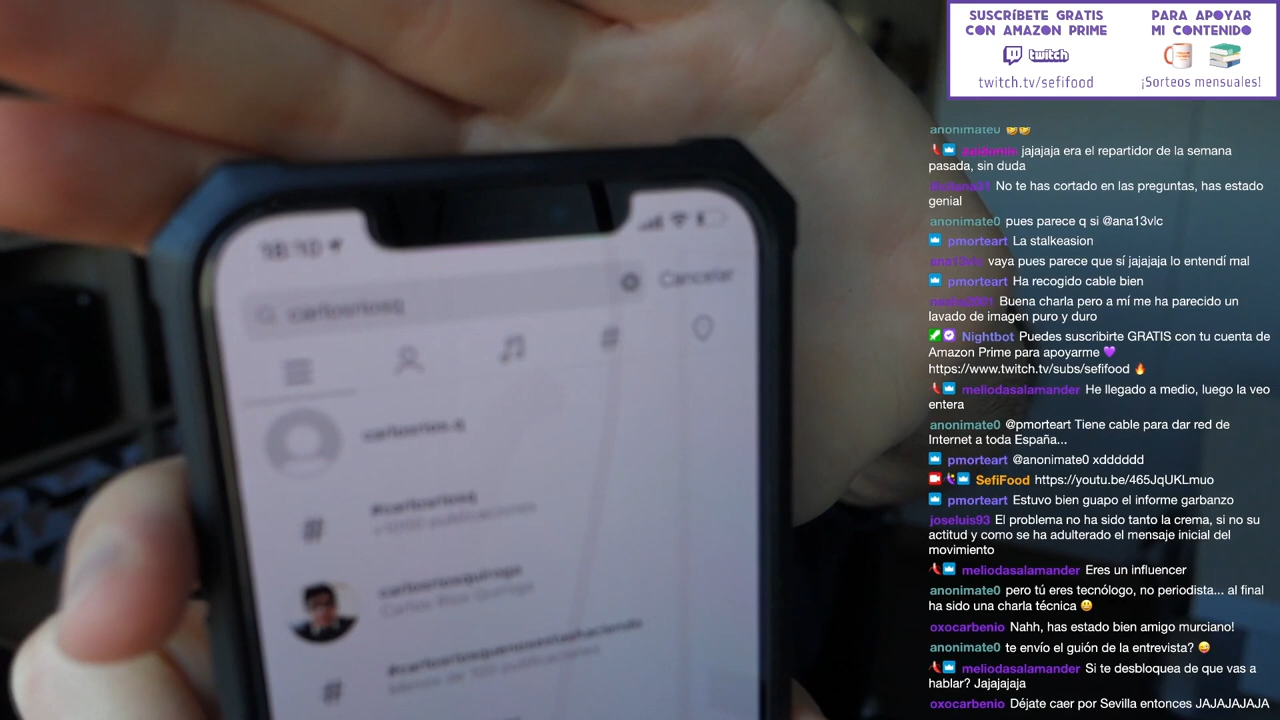 SUSCRÍBETE GRATIS
CON AMAZON PRIME
twitch
twitch.tv/sefifood
PARA APOYAR
MI CONTENIDO
¡Sorteos mensuales!
anonimate0 🤝🤝
jajajaja era el repartidor de la semana
pasada, sin duda
No te has cortado en las preguntas, has estado
genial
anonimate0 pues parece q si @ana13vlc
pmorteart La stalkeasion
ana13vlc vaya pues parece que sí jajajaja lo entendí mal
pmorteart Ha recogido cable bien
Buena charla pero a mí me ha parecido un
lavado de imagen puro y duro
Nightbot Puedes suscribirte GRATIS con tu cuenta de
Amazon Prime para apoyarme 💜
https://www.twitch.tv/subs/sefifood 🔥
meliodasalamander He llegado a medio, luego la veo
entera
anonimate0 @pmorteart Tiene cable para dar red de
Internet a toda España...
pmorteart @anonimate0 xdddddd
SefiFood https://youtu.be/465JqUKLmuo
pmorteart Estuvo bien guapo el informe garbanzo
joseluis93 El problema no ha sido tanto la crema, si no su
actitud y como se ha adulterado el mensaje inicial del
movimiento
meliodasalamander Eres un influencer
anonimate0 pero tú eres tecnólogo, no periodista... al final
ha sido una charla técnica 😃
oxocarbenio Nahh, has estado bien amigo murciano!
anonimate0 te envío el guión de la entrevista? 😜
meliodasalamander Si te desbloquea de que vas a
hablar? Jajajajaja
oxocarbenio Déjate caer por Sevilla entonces JAJAJAJAJA
Cancelar
carlosriosq
carlosrios.q
#carlosriosq
carlosriosquiroga
Carlos Rios Quiroga